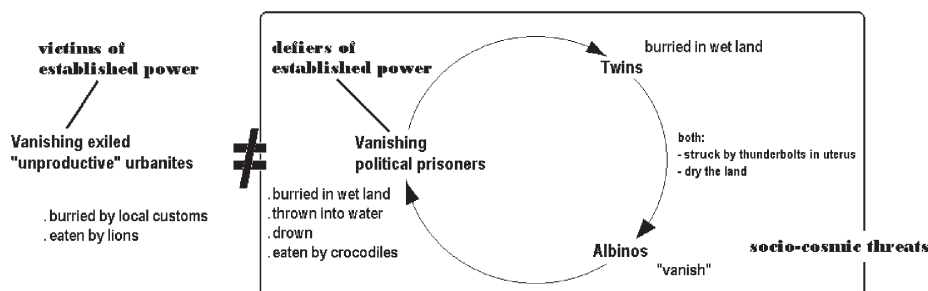 victims of
established power
Vanishing exiled
"unproductive" urbanites
. burried by local customs
. eaten by lions
≠
defiers of
established power
Vanishing
political prisoners
. burried in wet land
. thrown into water
. drown
. eaten by crocodiles
burried in wet land
Twins
both:
- struck by thunderbolts in uterus
- dry the land
Albinos
"vanish"
socio-cosmic threats